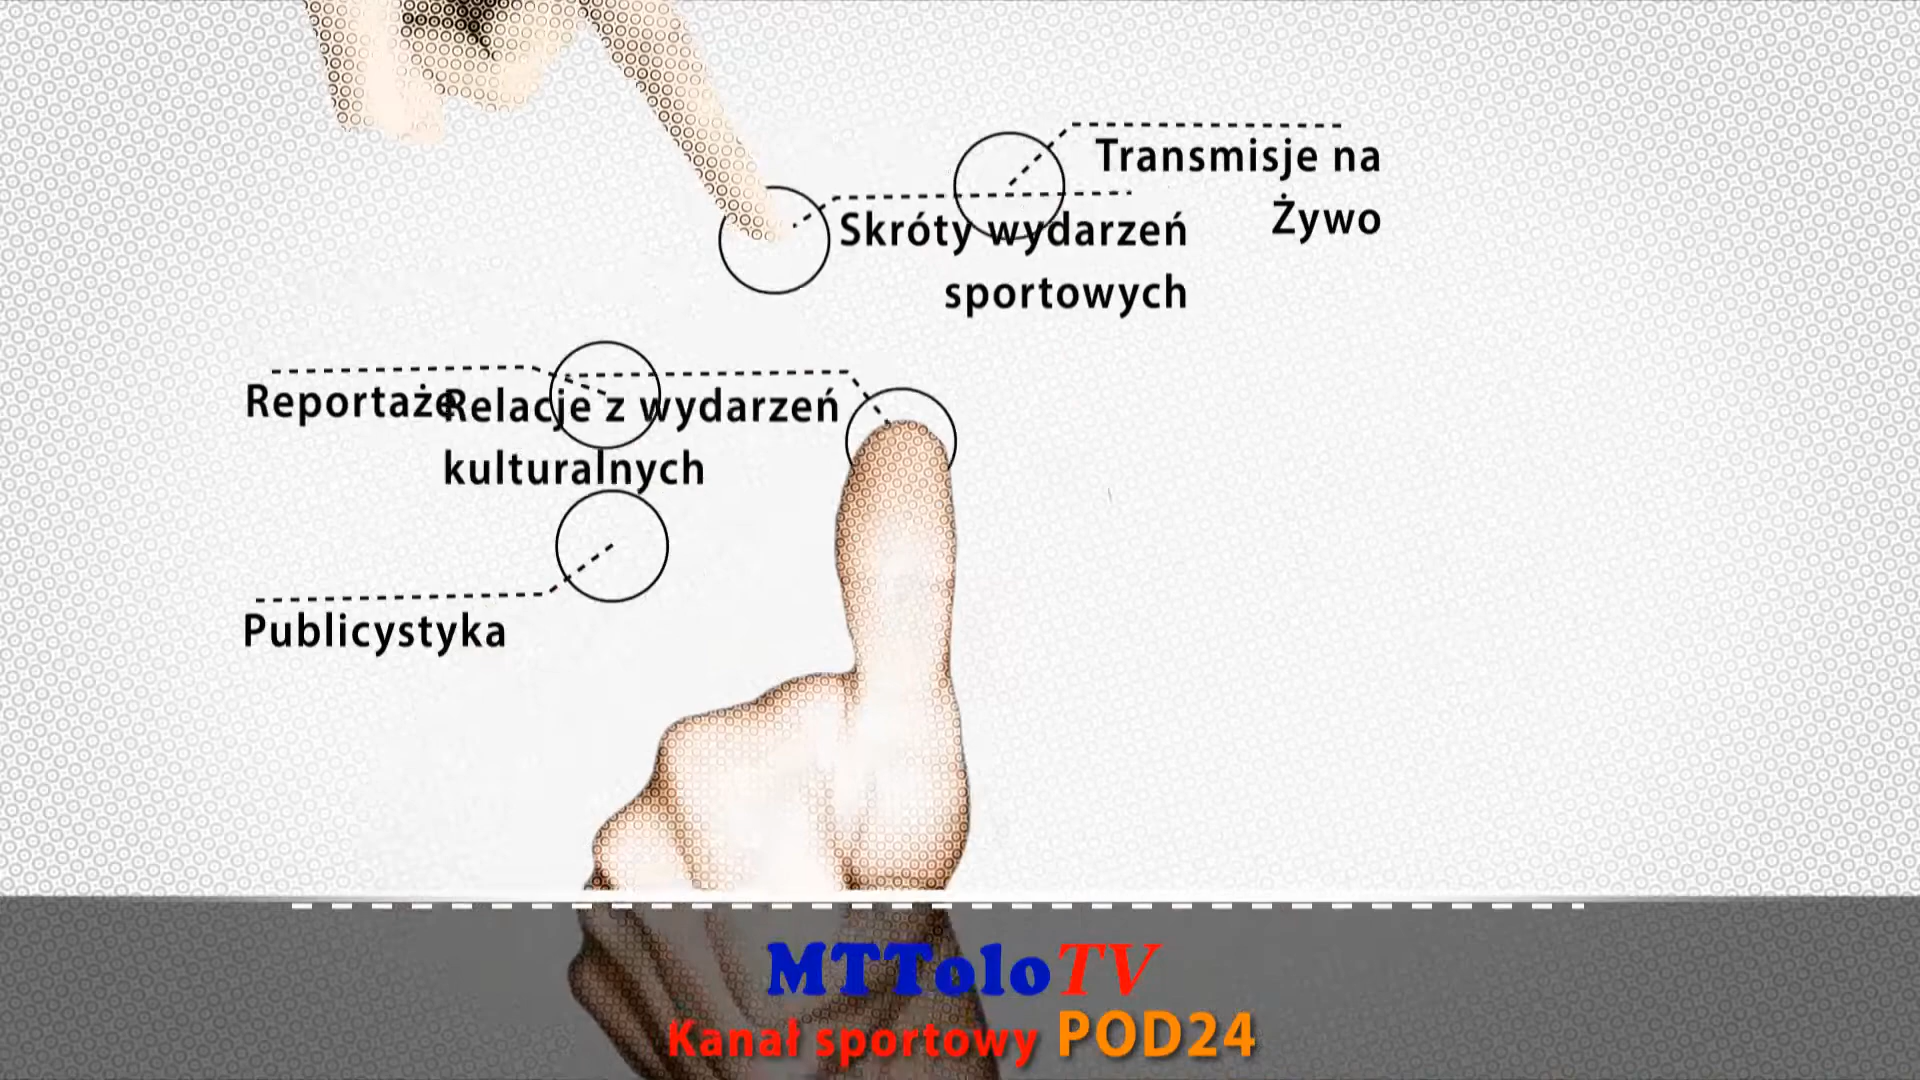 Transmisje na
Żywo
Skróty wydarzeń
sportowych
Reportaże
Relacje z wydarzeń
kulturalnych
Publicystyka
MTToloTV
Kanał sportowy POD24